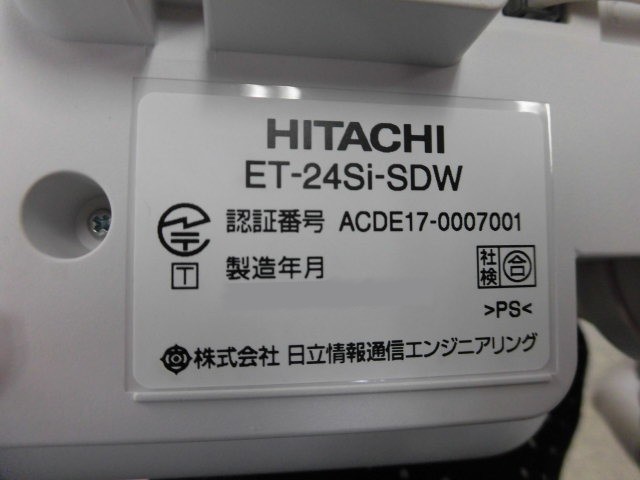 HITACHI
ET-24Si-SDW
認証番号 ACDE17-0007001
T 製造年月
社検 合
>PS<
株式会社 日立情報通信エンジニアリング